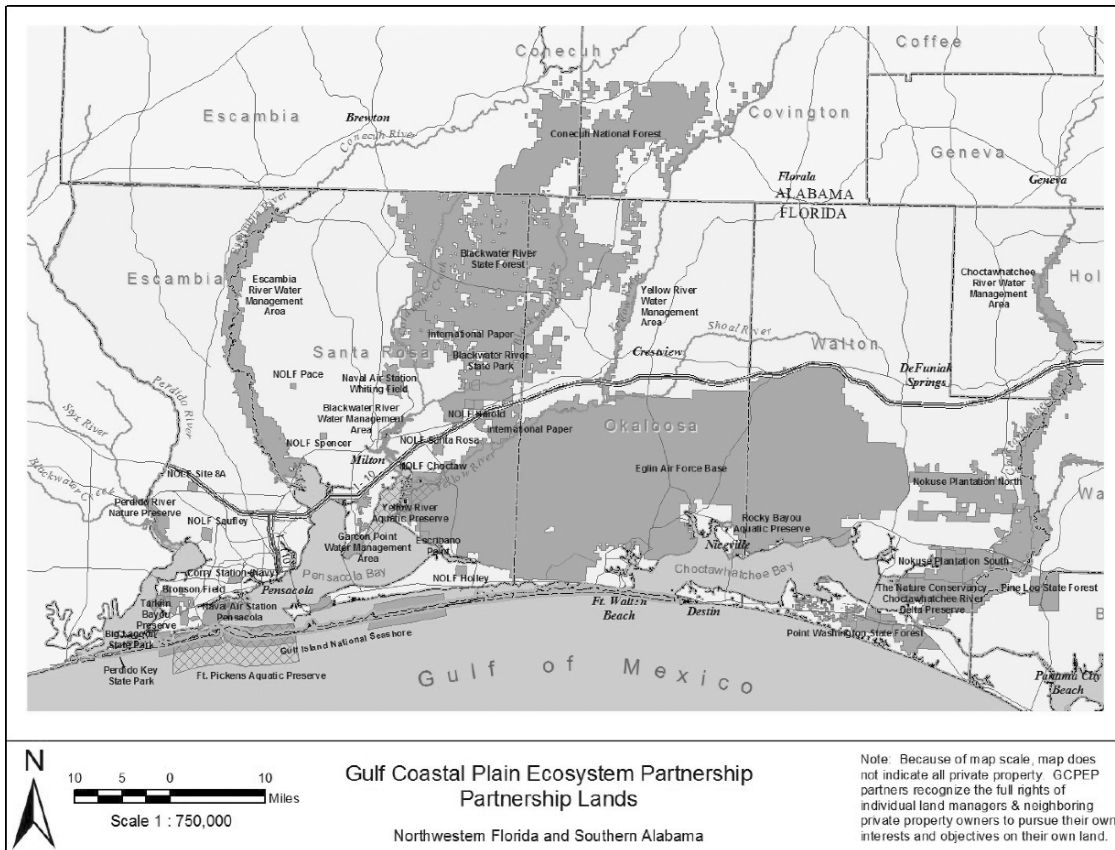 Conecuh
Coffee
Escambia
Brewton
Conecuh River
Covington
Conecuh National Forest
Geneva
Florala
Geneva
ALABAMA
FLORIDA
Escambia River
Escambia
Escambia
River Water
Management
Area
Blackwater River
State Forest
Yellow River
Water
Management
Area
Choctawhatchee
River Water
Management
Area
Hol
International Paper
Shoal River
Santa Rosa
Blackwater River
State Park
Crestview
Walton
NOLF Pace
Naval Air Station
Whiting Field
DeFuniak
Springs
Perdido River
Styx River
Blackwater River
Water Management
Area
NOLF Harold
International Paper
Okaloosa
NOLF Spencer
NOLF Santa Rosa
Milton
NOLF Choctaw
Yellow River
Eglin Air Force Base
NOLF Site 8A
I-10
Nokuse Plantation North
Perdido River
Nature Preserve
NOLF Saufley
Yellow River
Aquatic Preserve
Rocky Bayou
Aquatic Preserve
Wa
Garcon Point
Water Management
Area
Escribano
Point
Niceville
Nokuse Plantation South
Corry Station (Navy)
Pensacola Bay
NOLF Holley
Choctawhatchee Bay
Bronson Field
Pensacola
The Nature Conservancy
Choctawhatchee River
Delta Preserve
Pine Log State Forest
Tarkiln
Bayou
Preserve
Naval Air Station
Pensacola
Ft. Walton
Beach
Destin
B
Big Lagoon
State Park
Gulf Island National Seashore
Point Washington State Forest
Perdido Key
State Park
Ft. Pickens Aquatic Preserve
Gulf of Mexico
Panama City
Beach
N
10 5 0 10
Miles
Scale 1 : 750,000
Gulf Coastal Plain Ecosystem Partnership
Partnership Lands
Northwestern Florida and Southern Alabama
Note: Because of map scale, map does
not indicate all private property. GCPEP
partners recognize the full rights of
individual land managers & neighboring
private property owners to pursue their own
interests and objectives on their own land.